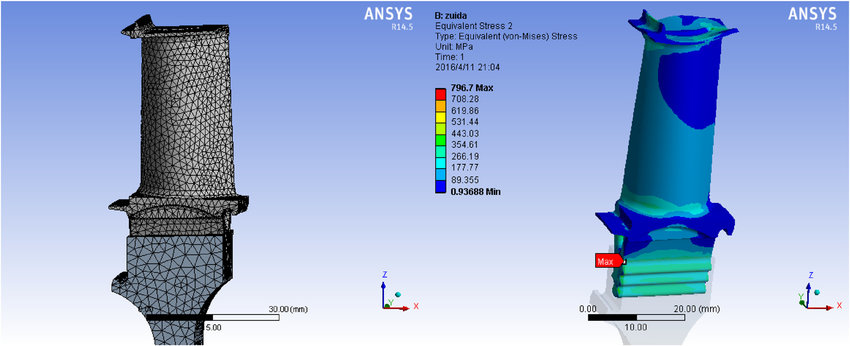 ANSYS
R14.5
Z
Y
X
0.00
30.00 (mm)
15.00
B: zuida
Equivalent Stress 2
Type: Equivalent (von-Mises) Stress
Unit: MPa
Time: 1
2016/4/11 21:04
796.7 Max
708.28
619.86
531.44
443.03
354.61
266.19
177.77
89.355
0.93688 Min
ANSYS
R14.5
Max
Z
Y
X
0.00
20.00 (mm)
10.00